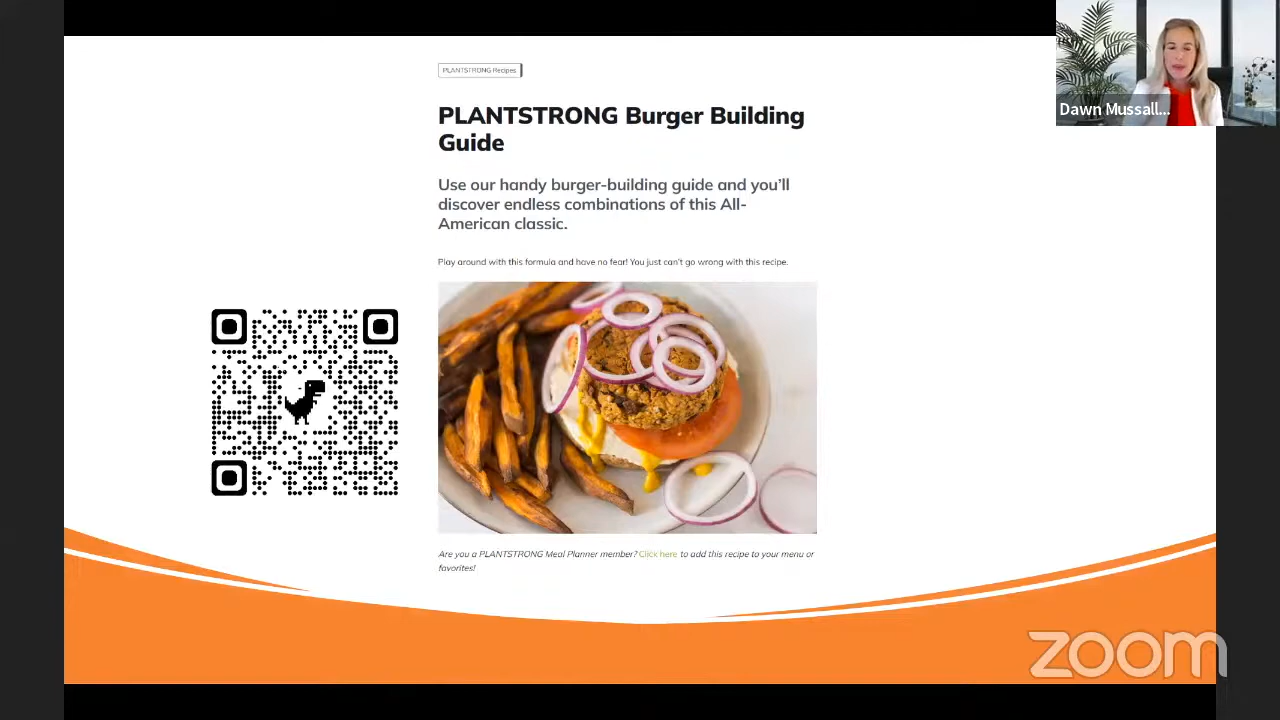 PLANTSTRONG Recipes
PLANTSTRONG Burger Building
Guide
Use our handy burger-building guide and you'll
discover endless combinations of this All-
American classic.
Play around with this formula and have no fear! You just can't go wrong with this recipe.
Are you a PLANTSTRONG Meal Planner member? Click here to add this recipe to your menu or
favorites!
Dawn Mussall...
zoom